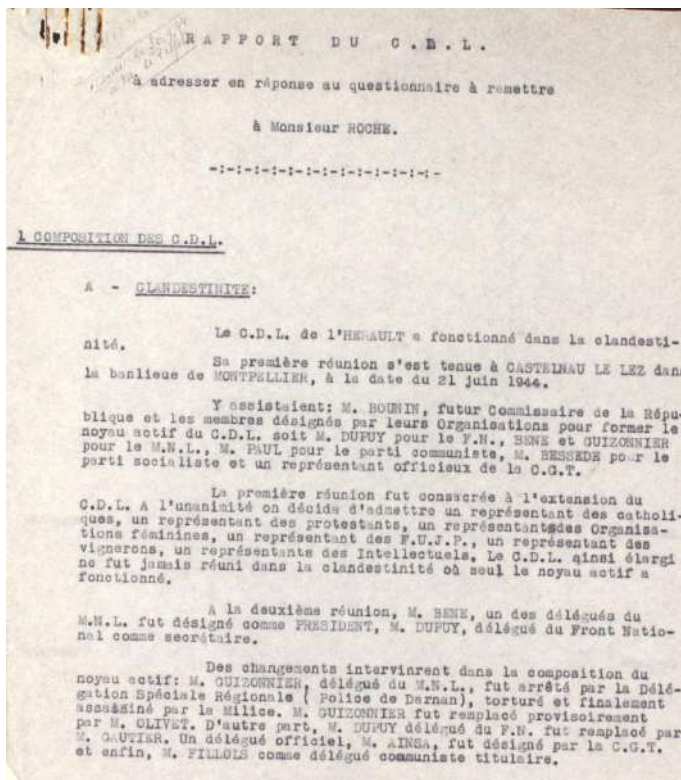 RAPPORT DU C.D.L.
à adresser en réponse au questionnaire à remettre
à Monsieur ROCHE.
-:-:-:-:-:-:-:-:-:-:-:-:-:-
1 COMPOSITION DES C.D.L.
A - CLANDESTINITE:
Le C.D.L. de l'HERAULT a fonctionné dans la clandesti-
nité.
Sa première réunion s'est tenue à CASTELNAU LE LEZ dans
la banlieue de MONTPELLIER, à la date du 21 juin 1944.
Y assistaient: M. BOUNIN, futur Commissaire de la Répu-
blique et les membres désignés par leurs Organisations pour former le
noyau actif du C.D.L. soit M. DUPUY pour le F.N., BENE et GUIZONNIER
pour le M.N.L., M. PAUL pour le parti communiste, M. BESSEDE pour le
parti socialiste et un représentant officieux de la C.G.T.
La première réunion fut consacrée à l'extension du
C.D.L. A l'unanimité on décida d'admettre un représentant des catholi-
ques, un représentant des protestants, un représentantsdes Organisa-
tions féminines, un représentant des F.U.J.P., un représentant des
vignerons, un représentants des Intellectuels. Le C.D.L. ainsi élargi
ne fut jamais réuni dans la clandestinité où seul le noyau actif a
fonctionné.
A la deuxième réunion, M. BENE, un des délégués du
M.N.L. fut désigné comme PRESIDENT, M. DUPUY, délégué du Front Natio-
nal comme secrétaire.
Des changements intervinrent dans la composition du
noyau actif: M. GUIZONNIER, délégué du M.N.L., fut arrêté par la Délé-
gation Spéciale Régionale ( Police de Darnan), torturé et finalement
assassiné par la Milice. M. GUIZONNIER fut remplacé provisoirement
par M. OLIVET. D'autre part, M. DUPUY délégué du F.N. fut remplacé par
M. GAUTIER. Un délégué officiel, M. AINSA, fut désigné par la C.G.T.
et enfin, M. FILLOLS comme délégué communiste titulaire.